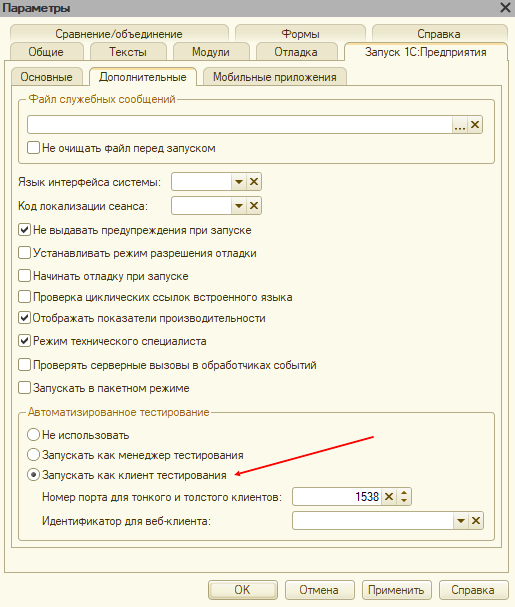 Параметры
Сравнение/объединение Формы Справка
Общие Тексты Модули Отладка Запуск 1С:Предприятия
Основные Дополнительные Мобильные приложения
Файл служебных сообщений
...
Не очищать файл перед запуском
Язык интерфейса системы:
Код локализации сеанса:
Не выдавать предупреждения при запуске
Устанавливать режим разрешения отладки
Начинать отладку при запуске
Проверка циклических ссылок встроенного языка
Отображать показатели производительности
Режим технического специалиста
Проверять серверные вызовы в обработчиках событий
Запускать в пакетном режиме
Автоматизированное тестирование
Не использовать
Запускать как менеджер тестирования
Запускать как клиент тестирования
Номер порта для тонкого и толстого клиентов: 1538
Идентификатор для веб-клиента:
OK Отмена Применить Справка